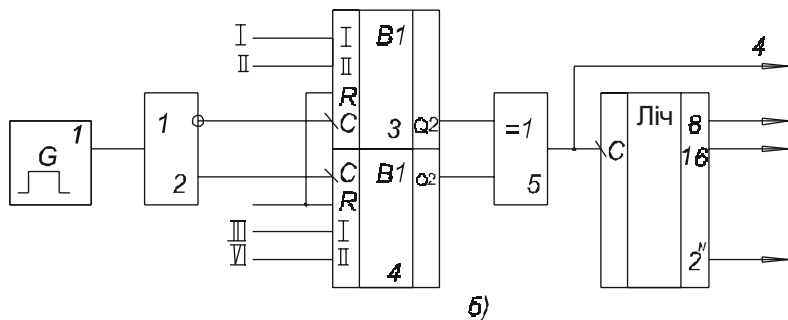 I I B1 4
II II
R
C 3 Q2
1 G
1 2
=1 5
Ліч 8
C 16
2ᴺ
C B1 Q2
R
III I
VI II 4
б)